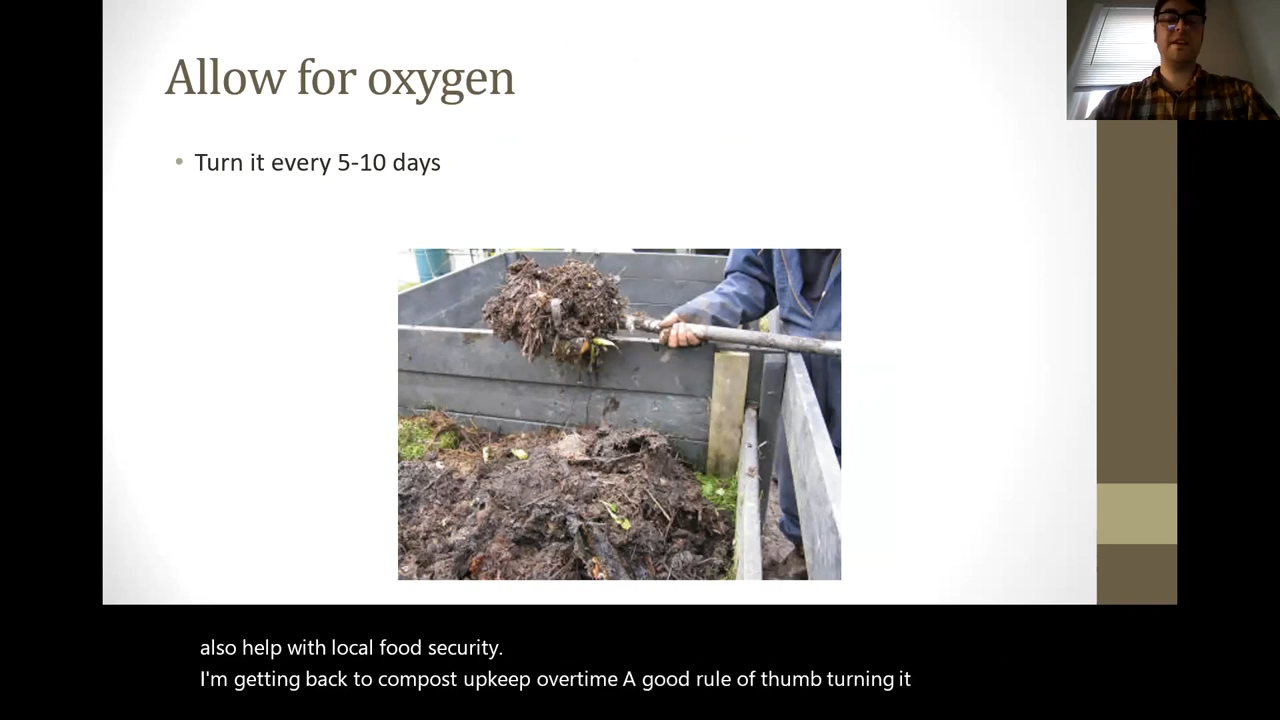 Allow for oxygen
• Turn it every 5-10 days
also help with local food security.
I'm getting back to compost upkeep overtime A good rule of thumb turning it